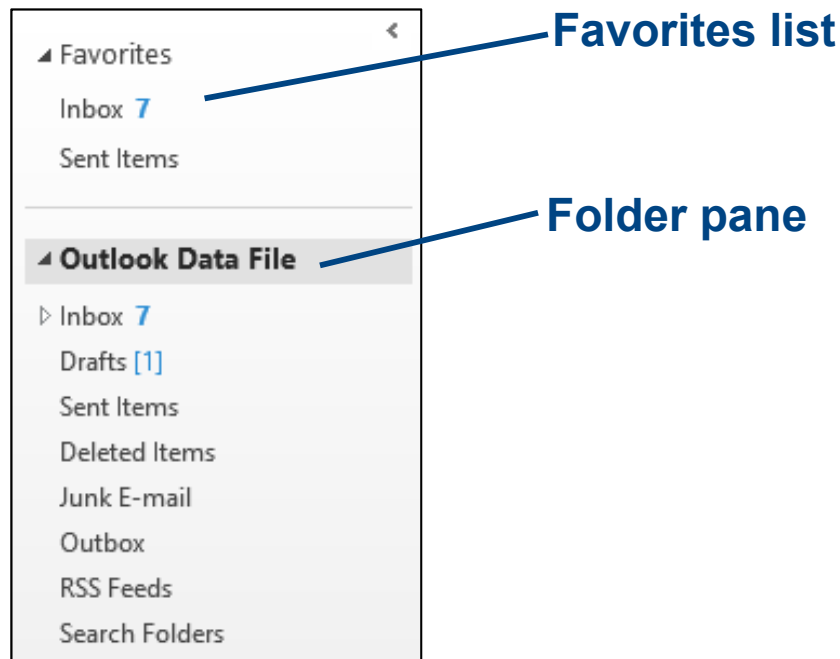 Favorites list
Favorites
Inbox 7
Sent Items
Folder pane
Outlook Data File
Inbox 7
Drafts [1]
Sent Items
Deleted Items
Junk E-mail
Outbox
RSS Feeds
Search Folders